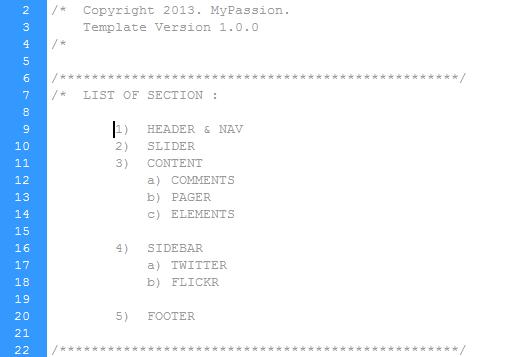 2 /*  Copyright 2013. MyPassion.
3     Template Version 1.0.0
4 /*
5
6 /**************************************************/
7 /*  LIST OF SECTION :
8
9         1)  HEADER & NAV
10         2)  SLIDER
11         3)  CONTENT
12             a) COMMENTS
13             b) PAGER
14             c) ELEMENTS
15
16         4)  SIDEBAR
17             a) TWITTER
18             b) FLICKR
19
20         5)  FOOTER
21
22 /**************************************************/